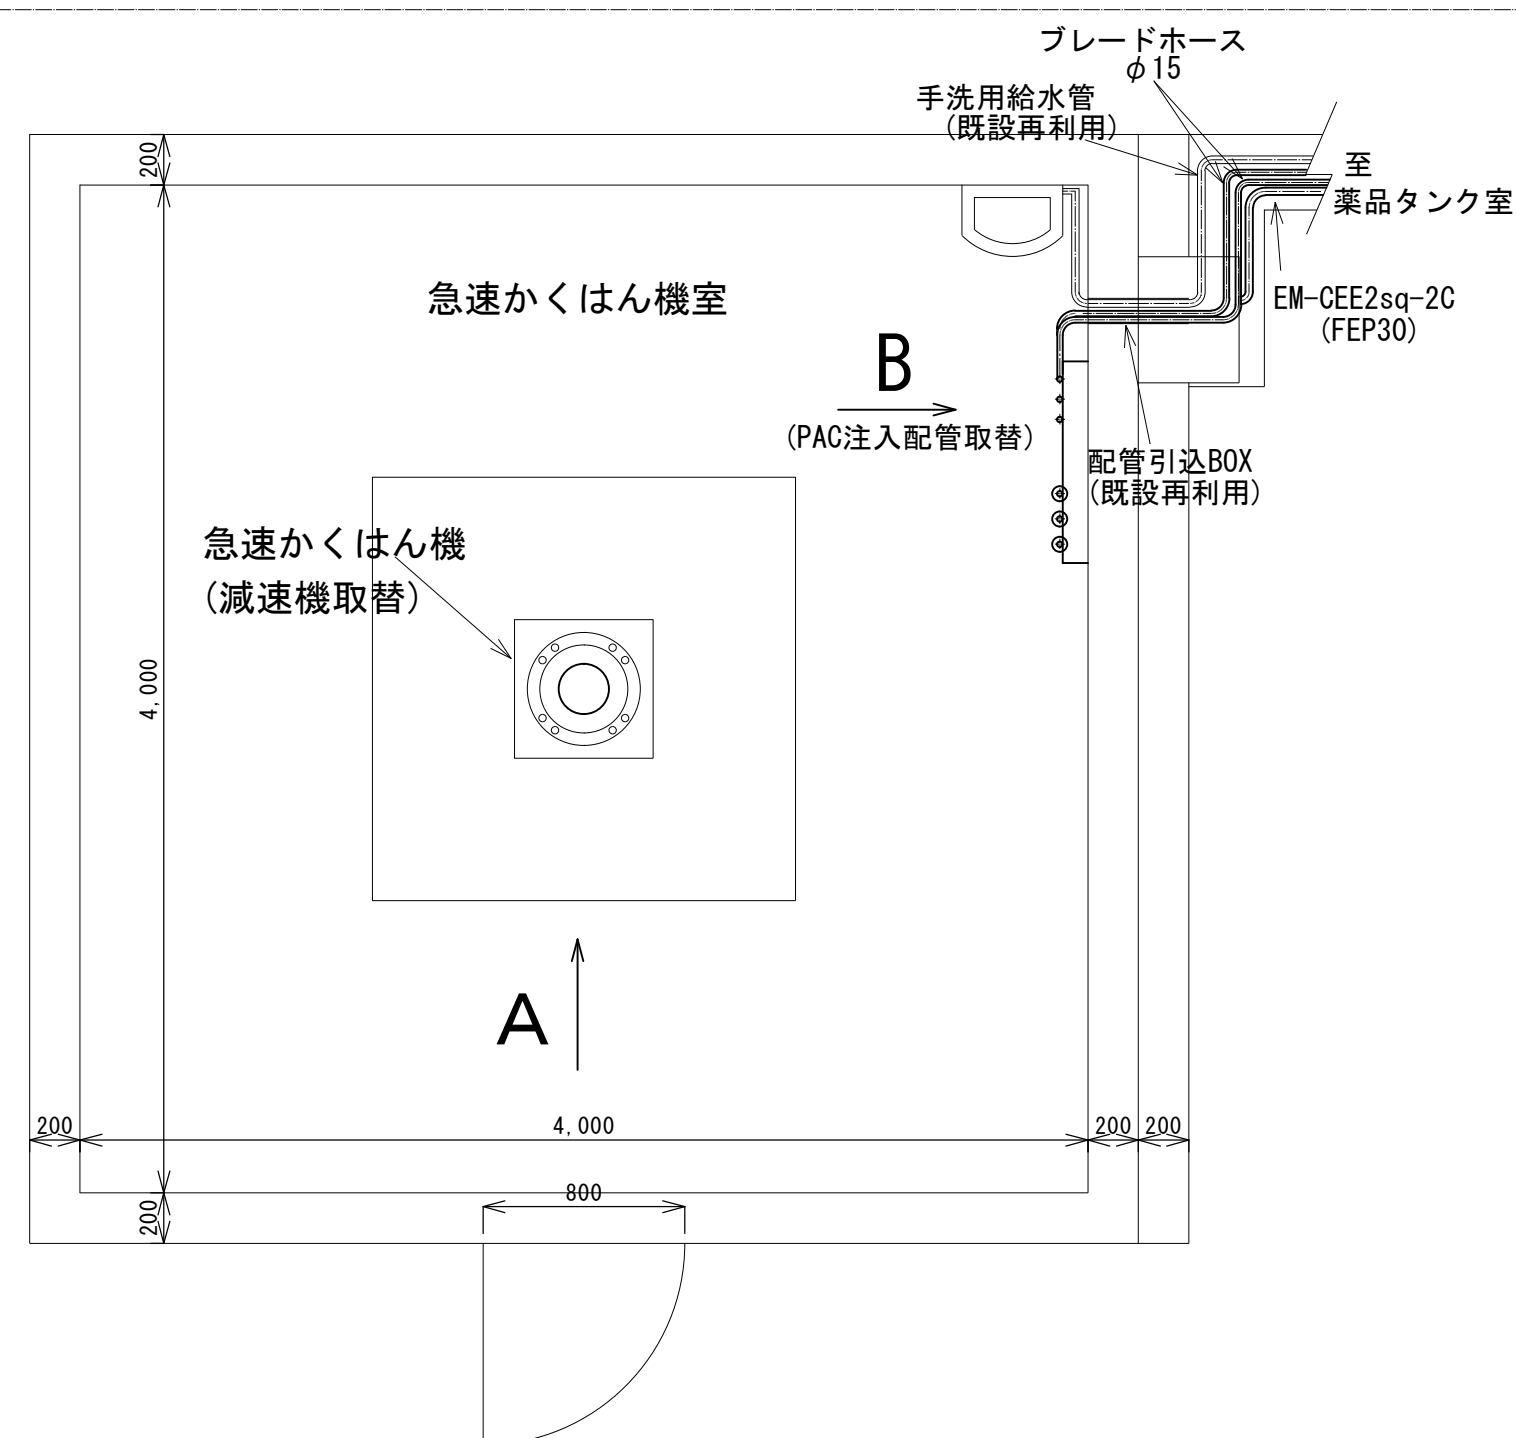 ブレードホース
φ15
手洗用給水管
(既設再利用)
200
至
薬品タンク室
急速かくはん機室
EM-CEE2sq-2C
(FEP30)
B
(PAC注入配管取替)
配管引込BOX
(既設再利用)
急速かくはん機
(減速機取替)
4,000
A
200
4,000
200
200
800
200